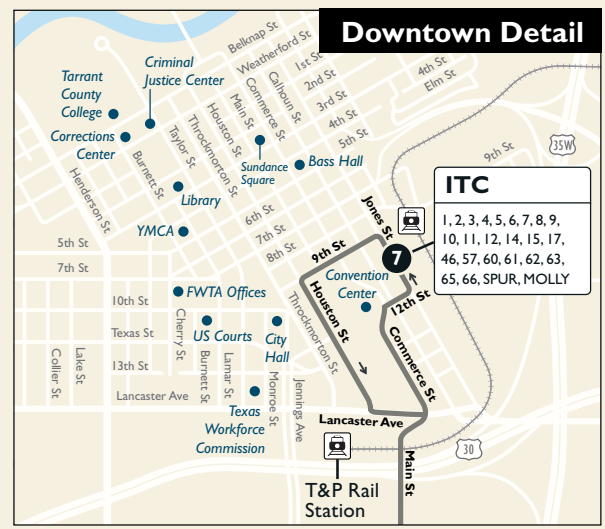 Downtown Detail
Belknap St
Weatherford St
1st St
2nd St
3rd St
4th St
5th St
Calhoun St
Commerce St
Main St
Houston St
Throckmorton St
Taylor St
Burnett St
Henderson St
4th St
Elm St
9th St
35W
Criminal
Justice Center
Tarrant
County
College
Corrections
Center
Sundance
Square
Bass Hall
Library
YMCA
6th St
7th St
8th St
5th St
7th St
10th St
Texas St
13th St
Lancaster Ave
Collier St
Lake St
Cherry St
Burnett St
Lamar St
Monroe St
Jennings Ave
Throckmorton St
FWTA Offices
US Courts
City
Hall
Texas
Workforce
Commission
Convention
Center
Jones St
9th St
Houston St
12th St
Commerce St
Lancaster Ave
Main St
7
ITC
1, 2, 3, 4, 5, 6, 7, 8, 9,
10, 11, 12, 14, 15, 17,
46, 57, 60, 61, 62, 63,
65, 66, SPUR, MOLLY
30
T&P Rail
Station